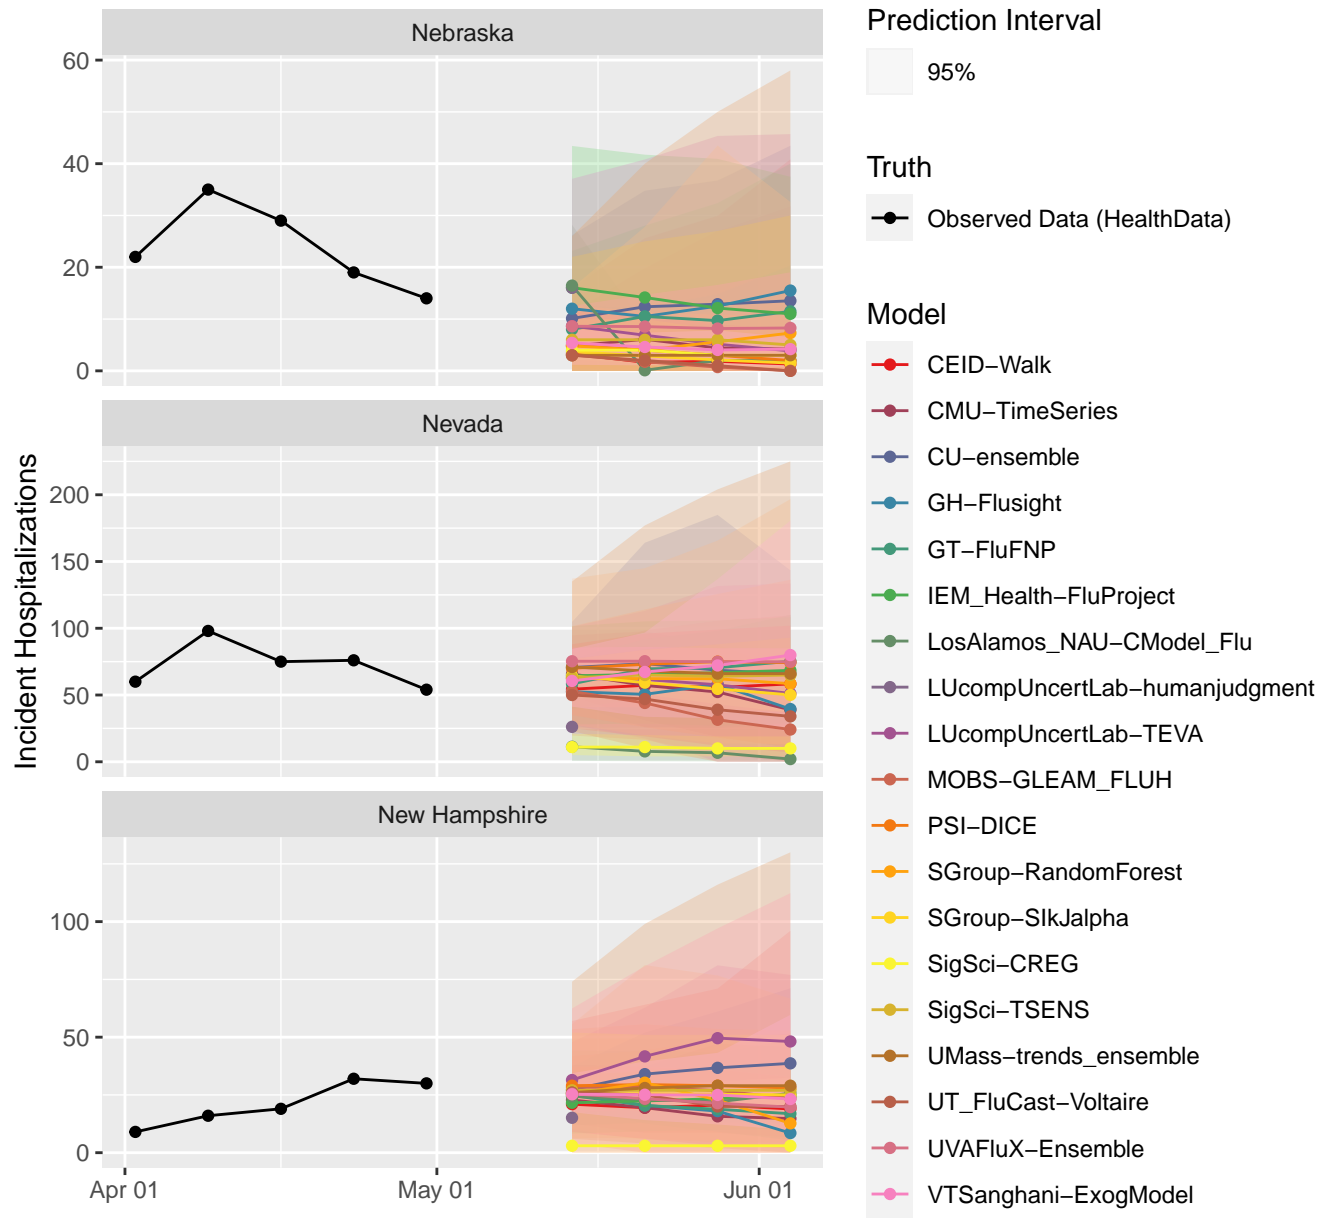 Nebraska
60
40
20
0
Nevada
200
150
100
50
0
New Hampshire
100
50
0
Apr 01
May 01
Jun 01
Incident Hospitalizations
Prediction Interval
95%
Truth
Observed Data (HealthData)
Model
CEID−Walk
CMU−TimeSeries
CU−ensemble
GH−Flusight
GT−FluFNP
IEM_Health−FluProject
LosAlamos_NAU−CModel_Flu
LUcompUncertLab−humanjudgment
LUcompUncertLab−TEVA
MOBS−GLEAM_FLUH
PSI−DICE
SGroup−RandomForest
SGroup−SIkJalpha
SigSci−CREG
SigSci−TSENS
UMass−trends_ensemble
UT_FluCast−Voltaire
UVAFluX−Ensemble
VTSanghani−ExogModel